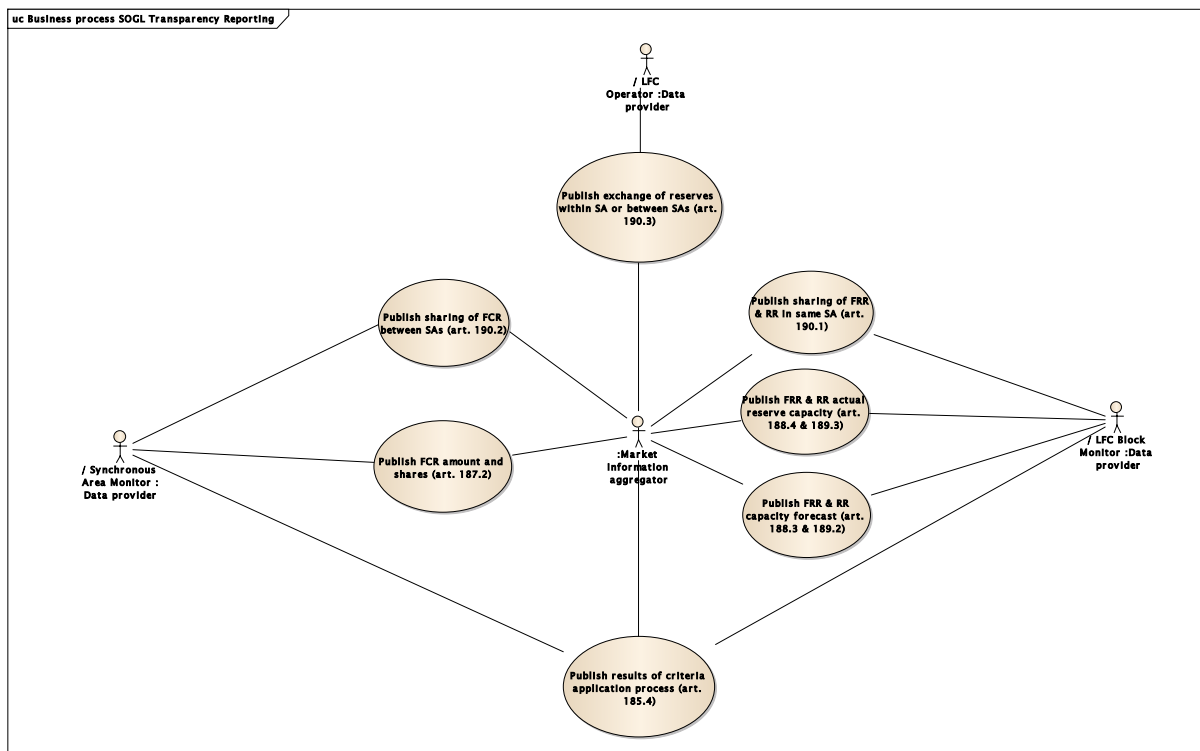 uc Business process SOGL Transparency Reporting
/ LFC
Operator :Data
provider
Publish exchange of reserves
within SA or between SAs (art.
190.3)
Publish sharing of FCR
between SAs (art. 190.2)
Publish sharing of FRR
& RR in same SA (art.
190.1)
Publish FRR & RR actual
reserve capacity (art.
188.4 & 189.3)
/ Synchronous
Area Monitor :
Data provider
Publish FCR amount and
shares (art. 187.2)
:Market
information
aggregator
/ LFC Block
Monitor :Data
provider
Publish FRR & RR
capacity forecast (art.
188.3 & 189.2)
Publish results of criteria
application process (art.
185.4)